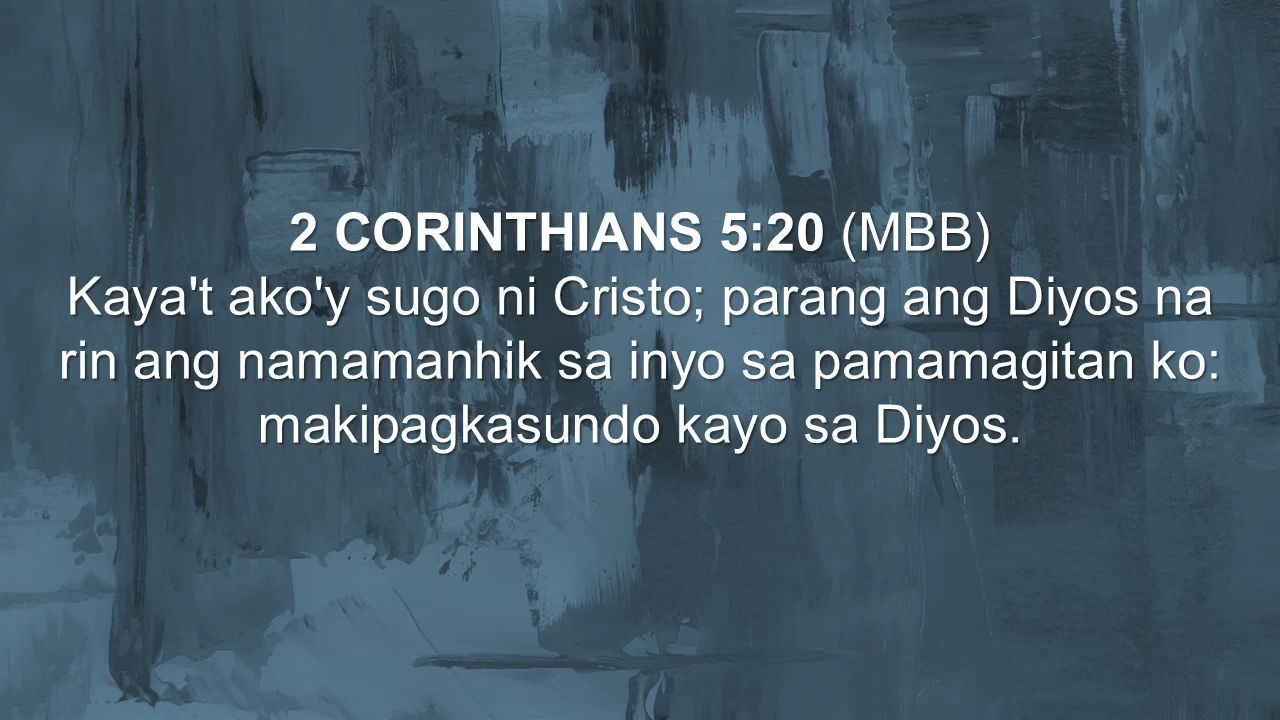 2 CORINTHIANS 5:20 (MBB)
Kaya't ako'y sugo ni Cristo; parang ang Diyos na
rin ang namamanhik sa inyo sa pamamagitan ko:
makipagkasundo kayo sa Diyos.